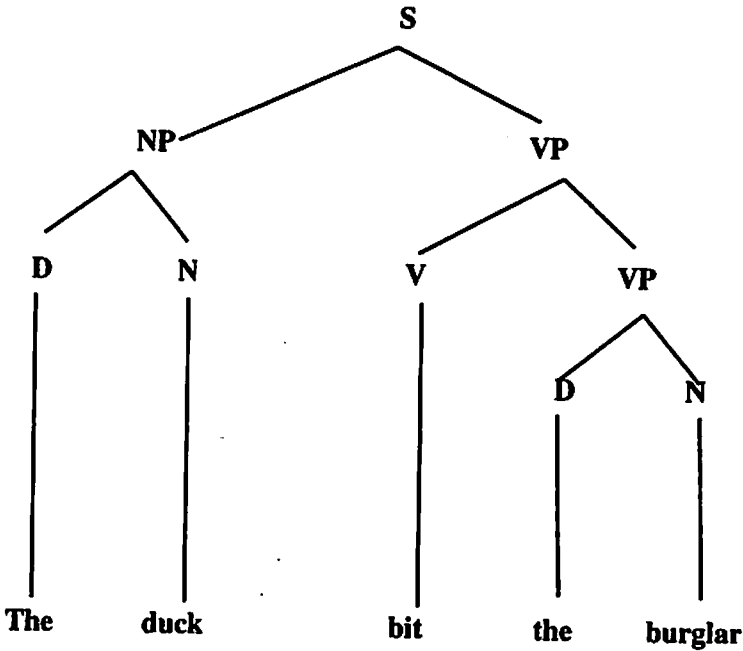 S
NP VP
D N V VP
D N
The duck bit the burglar